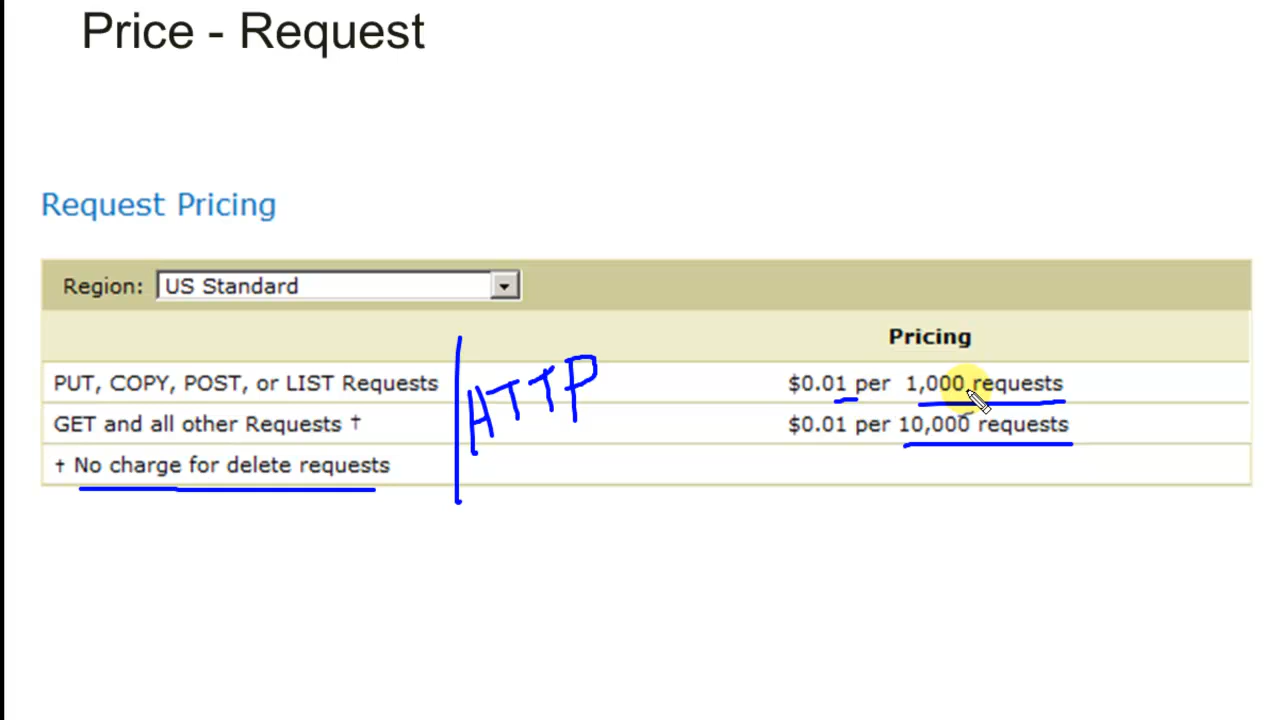 Price - Request
Request Pricing
Region: US Standard
Pricing
PUT, COPY, POST, or LIST Requests $0.01 per 1,000 requests
HTTP
GET and all other Requests † $0.01 per 10,000 requests
† No charge for delete requests